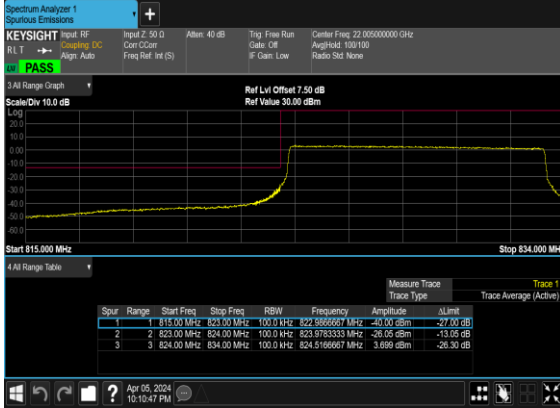 Spectrum Analyzer 1
Spurious Emissions
+
KEYSIGHT Input: RF Input Z: 50 Ω Atten: 40 dB Trig: Free Run Center Freq: 22.005000000 GHz
RLT Coupling: DC Corr CCorr Gate: Off Avg|Hold: 100/100
Align: Auto Freq Ref: Int (S) IF Gain: Low Radio Std: None
PASS
3 All Range Graph Ref Lvl Offset 7.50 dB
Scale/Div 10.0 dB Ref Value 30.00 dBm
Log
20.0
10.0
0.00
-10.0
-20.0
-30.0
-40.0
-50.0
-60.0
Start 815.000 MHz Stop 834.000 MHz
4 All Range Table
Measure Trace Trace 1
Trace Type Trace Average (Active)
Spur Range Start Freq Stop Freq RBW Frequency Amplitude ΔLimit
1 1 815.00 MHz 823.00 MHz 100.0 kHz 822.9866667 MHz -40.00 dBm -27.00 dB
2 2 823.00 MHz 824.00 MHz 100.0 kHz 823.9783333 MHz -26.05 dBm -13.05 dB
3 3 824.00 MHz 834.00 MHz 100.0 kHz 824.5166667 MHz 3.699 dBm -26.30 dB
? Apr 05, 2024
10:10:47 PM